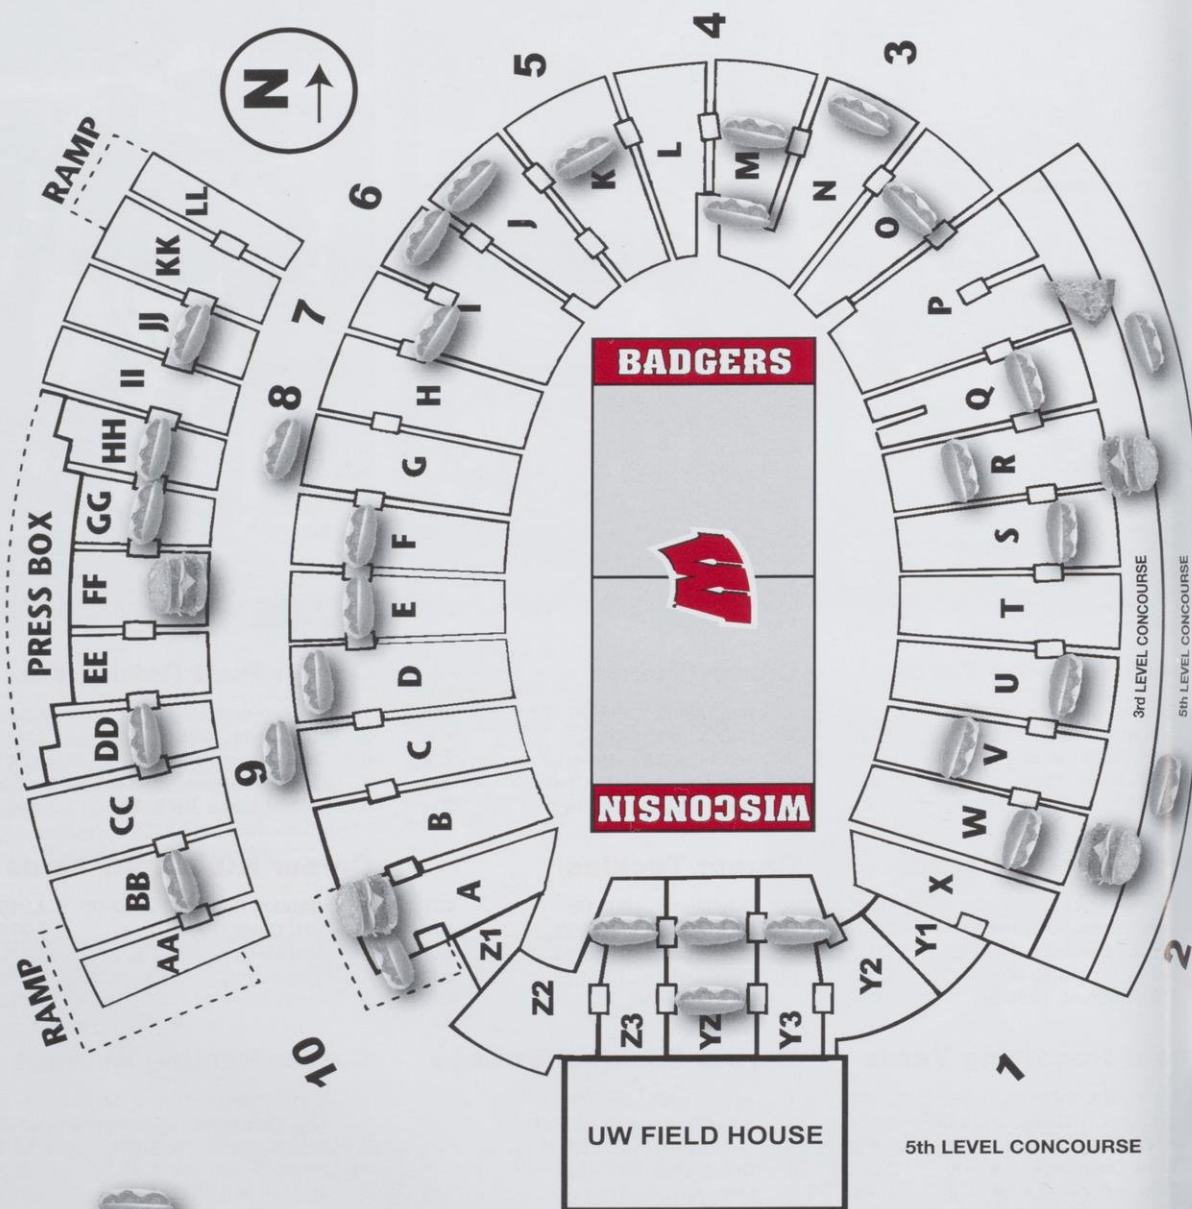 4
3
5
N
6
RAMP
LL
KK
JJ
II
HH
GG
FF
EE
DD
CC
BB
AA
RAMP
PRESS BOX
7
8
9
10
A
B
C
D
E
F
G
H
I
J
K
L
M
N
O
P
Q
R
S
T
U
V
W
X
Y1
Y2
Y3
YZ
Z3
Z2
Z1
BADGERS
W
WISCONSIN
3rd LEVEL CONCOURSE
5th LEVEL CONCOURSE
2
1
UW FIELD HOUSE
5th LEVEL CONCOURSE